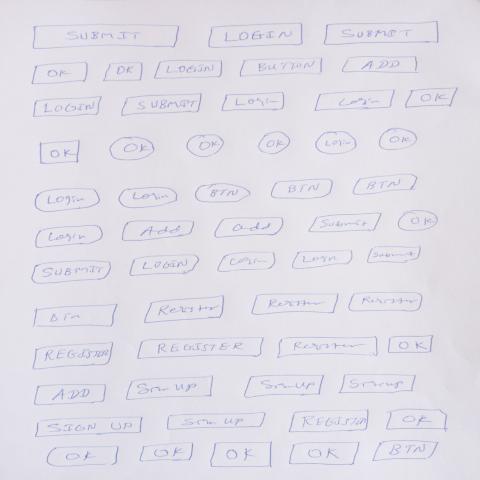 SUBMIT LOGIN SUBMIT
OK OK LOGIN BUTTON ADD
LOGIN SUBMIT Login Login OK
OK OK OK OK Login OK
Login Login BTN BTN BTN
Login Add add Submit OK
SUBMIT LOGIN Login Login Submit
Btn Register Register Register
REGISTER REGISTER Register OK
ADD Sign Up Sign Up Sign up
SIGN UP Sign Up REGISTER OK
OK OK OK OK BTN